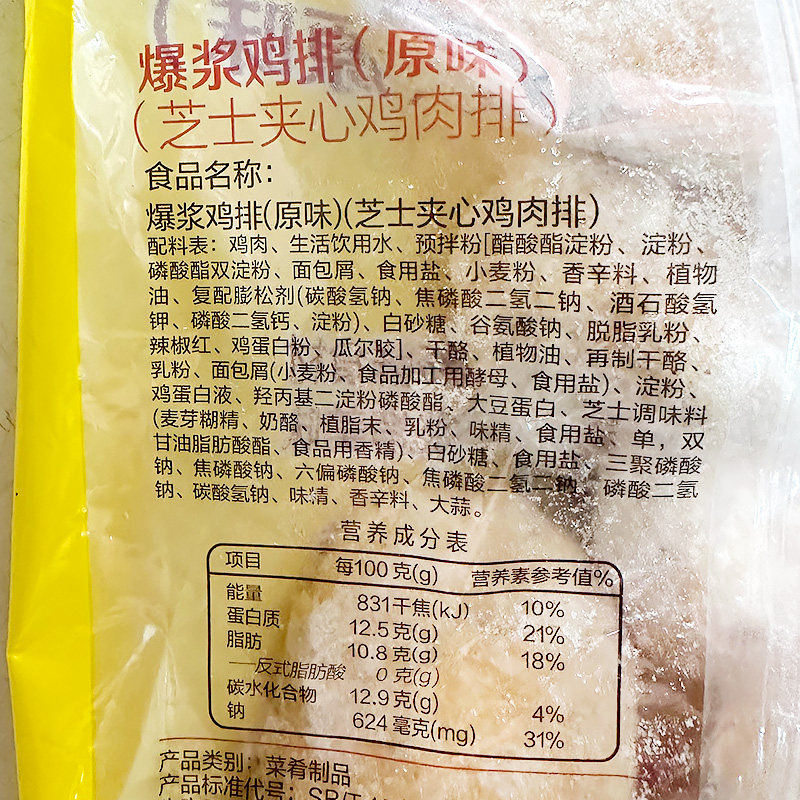 爆浆鸡排(原味)
(芝士夹心鸡肉排)
食品名称：
爆浆鸡排(原味)(芝士夹心鸡肉排)
配料表：鸡肉、生活饮用水、预拌粉[醋酸酯淀粉、淀粉、
磷酸酯双淀粉、面包屑、食用盐、小麦粉、香辛料、植物
油、复配膨松剂(碳酸氢钠、焦磷酸二氢二钠、酒石酸氢
钾、磷酸二氢钙、淀粉)、白砂糖、谷氨酸钠、脱脂乳粉、
辣椒红、鸡蛋白粉、瓜尔胶]、干酪、植物油、再制干酪、
乳粉、面包屑(小麦粉、食品加工用酵母、食用盐)、淀粉、
鸡蛋白液、羟丙基二淀粉磷酸酯、大豆蛋白、芝士调味料
(麦芽糊精、奶酪、植脂末、乳粉、味精、食用盐、单，双
甘油脂肪酸酯、食品用香精)、白砂糖、食用盐、三聚磷酸
钠、焦磷酸钠、六偏磷酸钠、焦磷酸二氢二钠、磷酸二氢
钠、碳酸氢钠、味精、香辛料、大蒜。
营养成分表
项目 每100克(g) 营养素参考值%
能量 831千焦(kJ) 10%
蛋白质 12.5克(g) 21%
脂肪 10.8克(g) 18%
——反式脂肪酸 0克(g)
碳水化合物 12.9克(g) 4%
钠 624毫克(mg) 31%
产品类别：菜肴制品
产品标准代号：SB/T